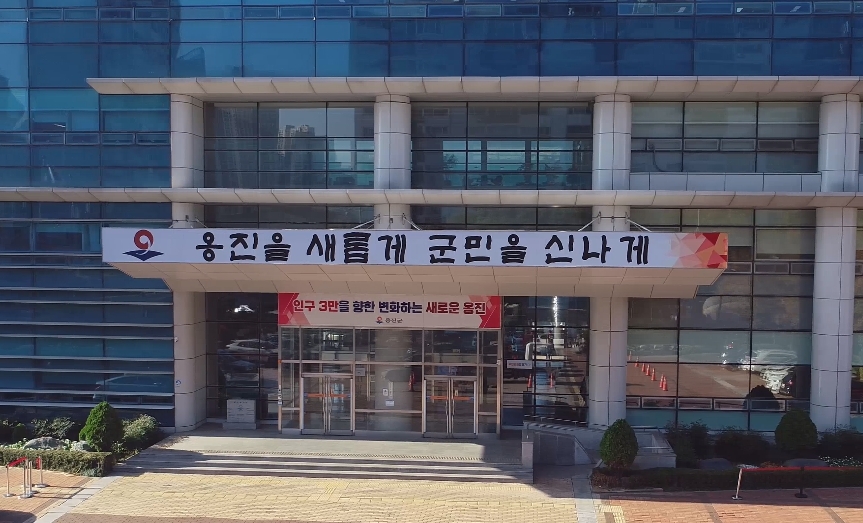 옹진을 새롭게 군민을 신나게
인구 3만을 향한 변화하는 새로운 옹진
옹진군